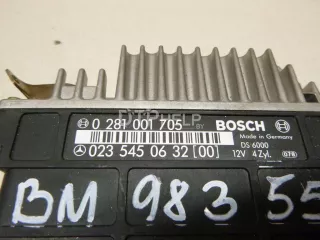 0 281 001 705
BOSCH
Made in Germany
DS 6000
023 545 06 32 [00]
12V 4 Zyl. 078
BM 983 55